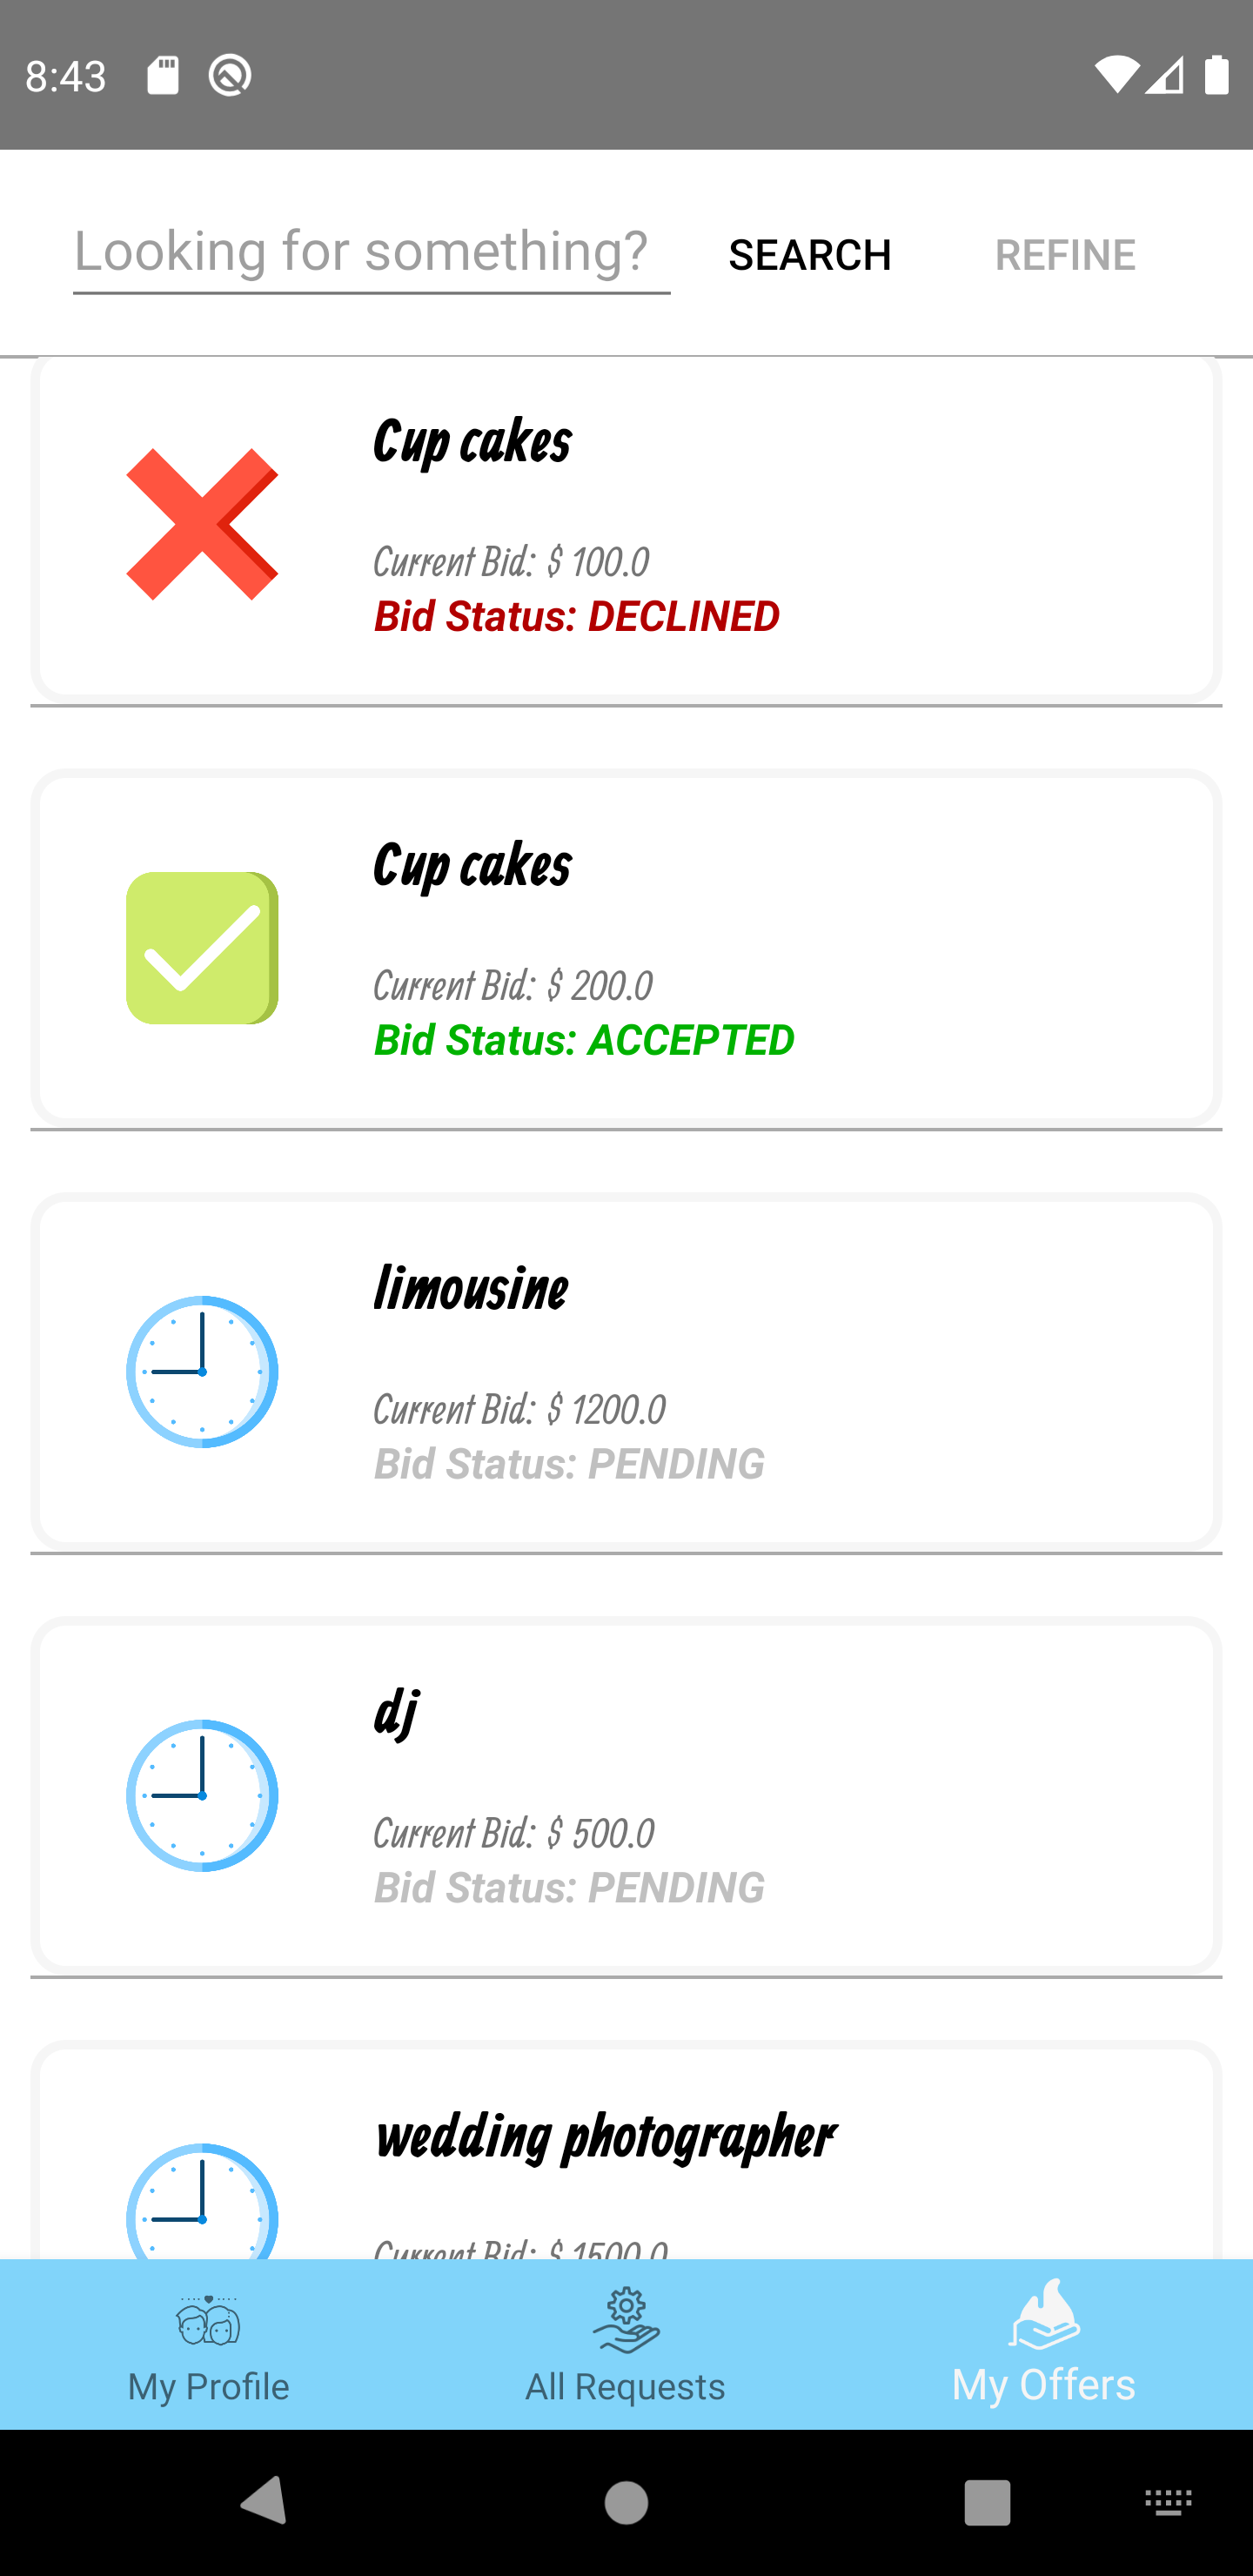 8:43
Looking for something? SEARCH REFINE
Cup cakes
Current Bid: $ 100.0
Bid Status: DECLINED
Cup cakes
Current Bid: $ 200.0
Bid Status: ACCEPTED
limousine
Current Bid: $ 1200.0
Bid Status: PENDING
dj
Current Bid: $ 500.0
Bid Status: PENDING
wedding photographer
Current Bid: $ 1500.0
My Profile All Requests My Offers